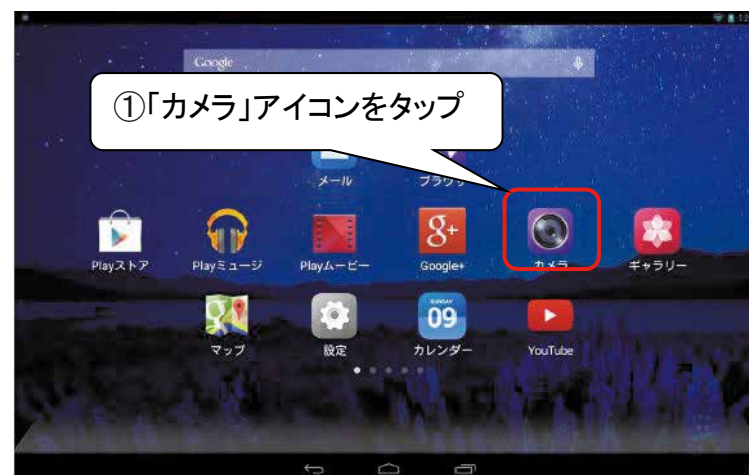 12
Google
①「カメラ」アイコンをタップ
メール
ブラウザ
Playストア
Playミュージ
Playムービー
g+
Google+
カメラ
ギャラリー
マップ
設定
SUNDAY
09
カレンダー
YouTube